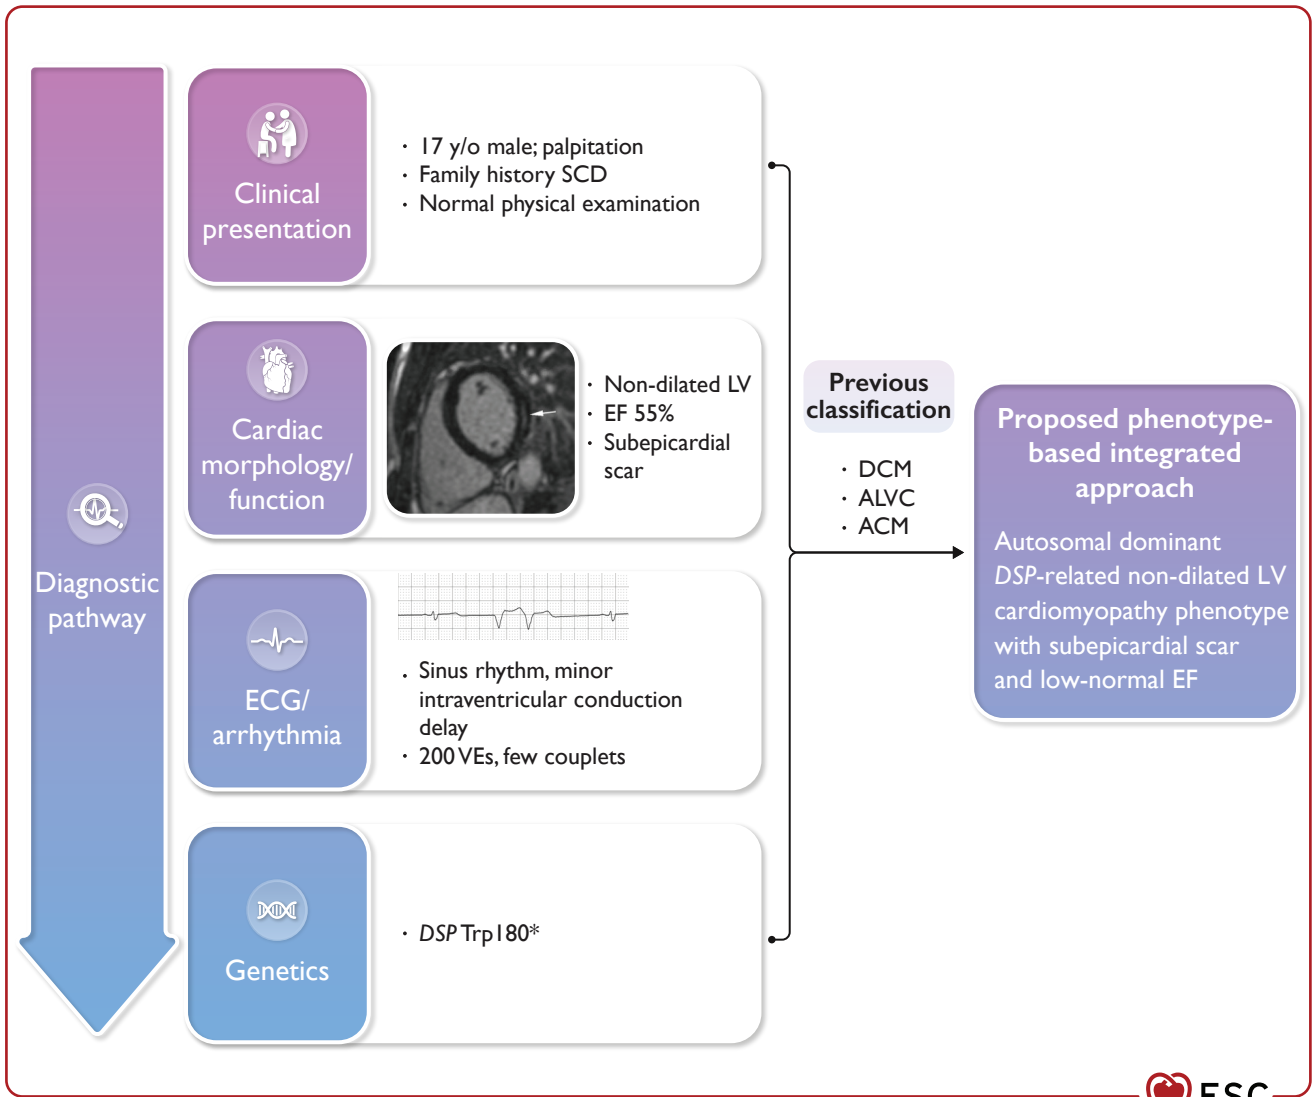 Diagnostic
pathway
Clinical
presentation
· 17 y/o male; palpitation
· Family history SCD
· Normal physical examination
Cardiac
morphology/
function
· Non-dilated LV
· EF 55%
· Subepicardial
scar
ECG/
arrhythmia
· Sinus rhythm, minor
intraventricular conduction
delay
· 200 VEs, few couplets
Genetics
· DSP Trp180*
Previous
classification
· DCM
· ALVC
· ACM
Proposed phenotype-
based integrated
approach
Autosomal dominant
DSP-related non-dilated LV
cardiomyopathy phenotype
with subepicardial scar
and low-normal EF
ESC